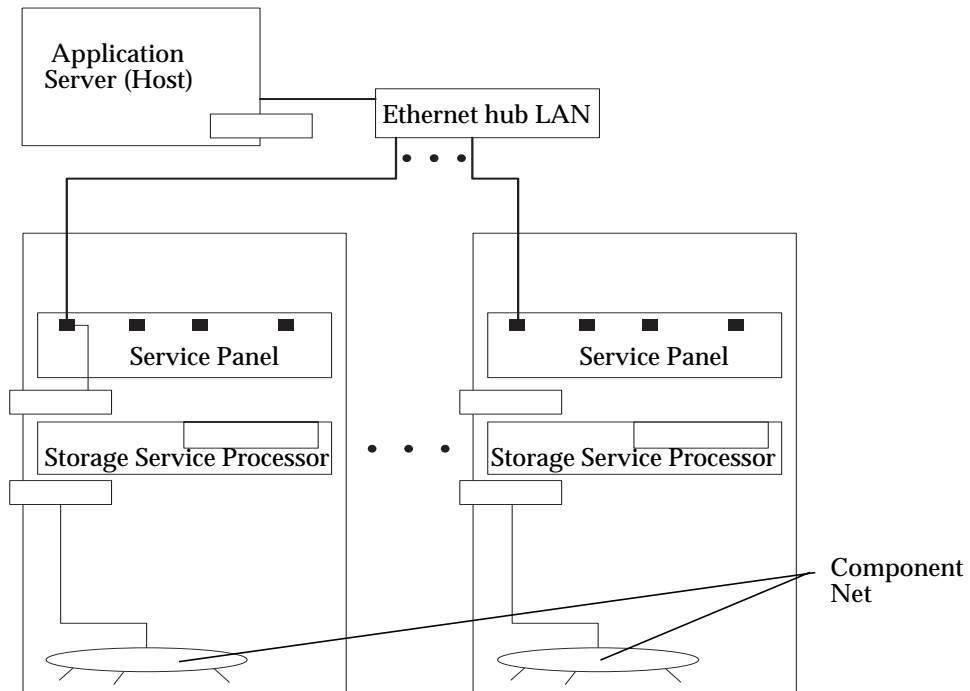 Application
Server (Host)
Ethernet hub LAN
Service Panel
Service Panel
Storage Service Processor
Storage Service Processor
Component
Net